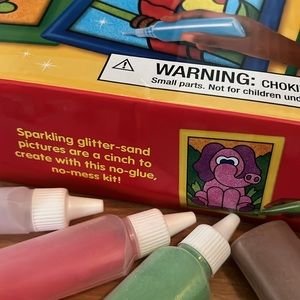 WARNING: CHOKI
Small parts. Not for children und
Sparkling glitter-sand
pictures are a cinch to
create with this no-glue,
no-mess kit!